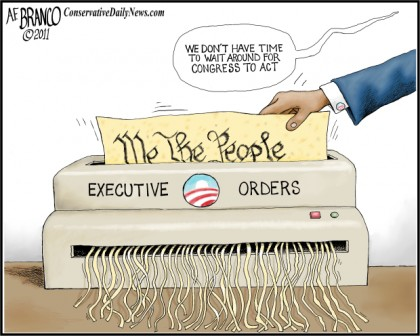 AF BRANCO
©2011
ConservativeDailyNews.com
WE DON'T HAVE TIME
TO WAIT AROUND FOR
CONGRESS TO ACT
We The People
EXECUTIVE ORDERS